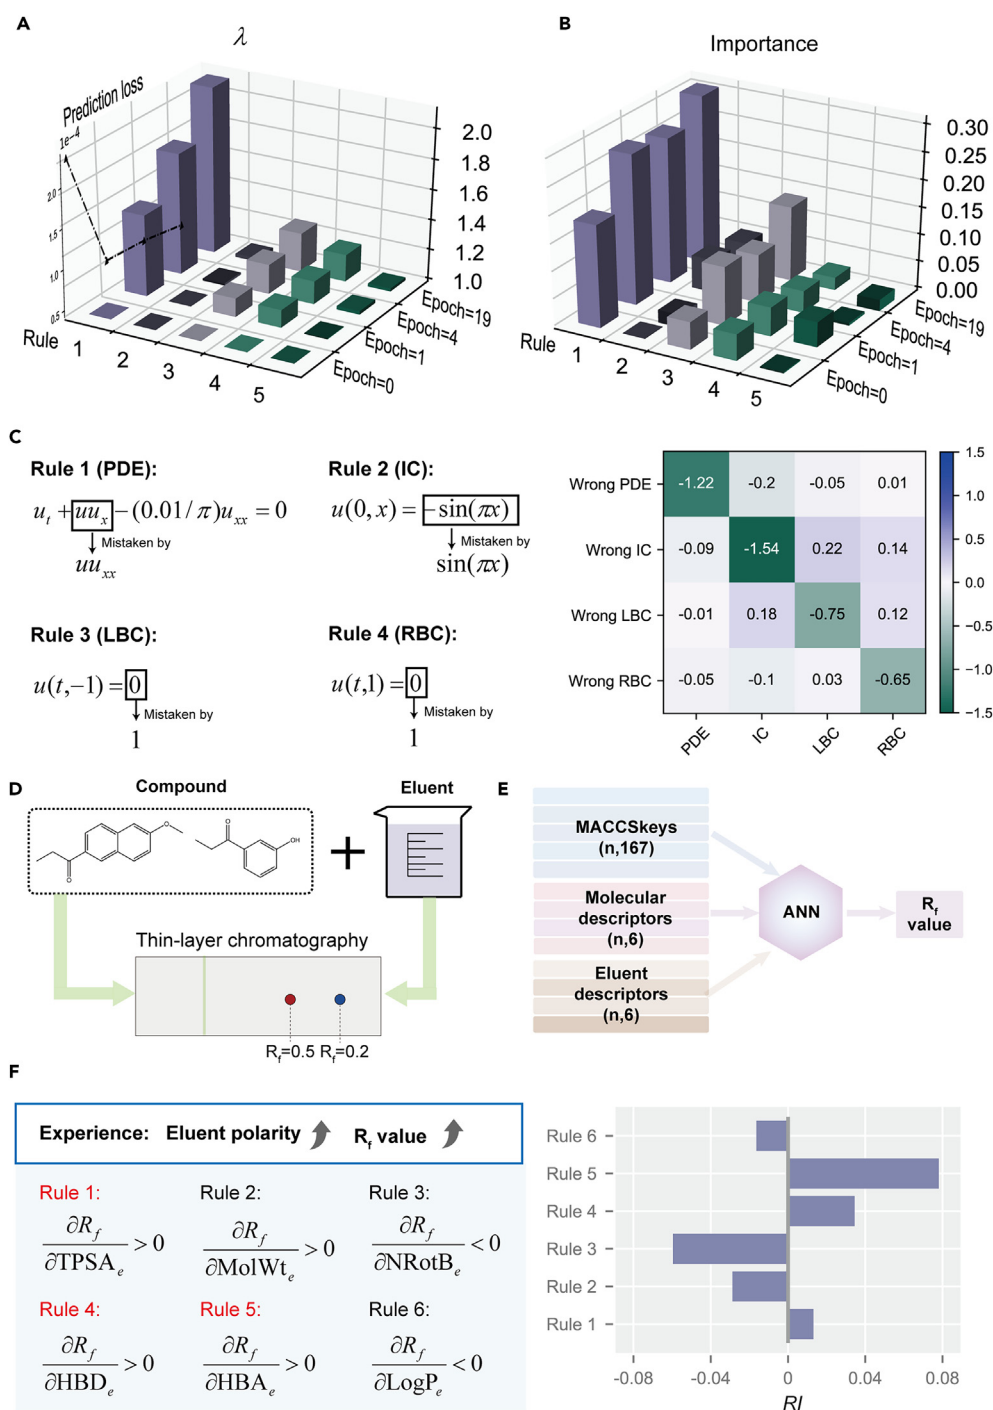 A
λ
Prediction loss
1e−4
2.0
1.5
1.0
0.5
2.0
1.8
1.6
1.4
1.2
1.0
Rule
1
2
3
4
5
Epoch=0
Epoch=1
Epoch=4
Epoch=19
B
Importance
0.30
0.25
0.20
0.15
0.10
0.05
0.00
Rule
1
2
3
4
5
Epoch=0
Epoch=1
Epoch=4
Epoch=19
C
Rule 1 (PDE):
u_t + uu_x − (0.01/π)u_xx = 0
Mistaken by
uu_xx
Rule 2 (IC):
u(0, x) = −sin(πx)
Mistaken by
sin(πx)
Rule 3 (LBC):
u(t,−1) = 0
Mistaken by
1
Rule 4 (RBC):
u(t,1) = 0
Mistaken by
1
Wrong PDE -1.22 -0.2 -0.05 0.01
Wrong IC -0.09 -1.54 0.22 0.14
Wrong LBC -0.01 0.18 -0.75 0.12
Wrong RBC -0.05 -0.1 0.03 -0.65
PDE IC LBC RBC
1.5
1.0
0.5
0.0
-0.5
-1.0
-1.5
D
Compound
Eluent
O
O
O
OH
+
Thin-layer chromatography
R_f=0.5 R_f=0.2
E
MACCSkeys
(n,167)
Molecular
descriptors
(n,6)
Eluent
descriptors
(n,6)
ANN
R_f
value
F
Experience: Eluent polarity R_f value
Rule 1:
∂R_f/∂TPSA_e > 0
Rule 2:
∂R_f/∂MolWt_e > 0
Rule 3:
∂R_f/∂NRotB_e < 0
Rule 4:
∂R_f/∂HBD_e > 0
Rule 5:
∂R_f/∂HBA_e > 0
Rule 6:
∂R_f/∂LogP_e < 0
Rule 6
Rule 5
Rule 4
Rule 3
Rule 2
Rule 1
-0.08 -0.04 0 0.04 0.08
RI